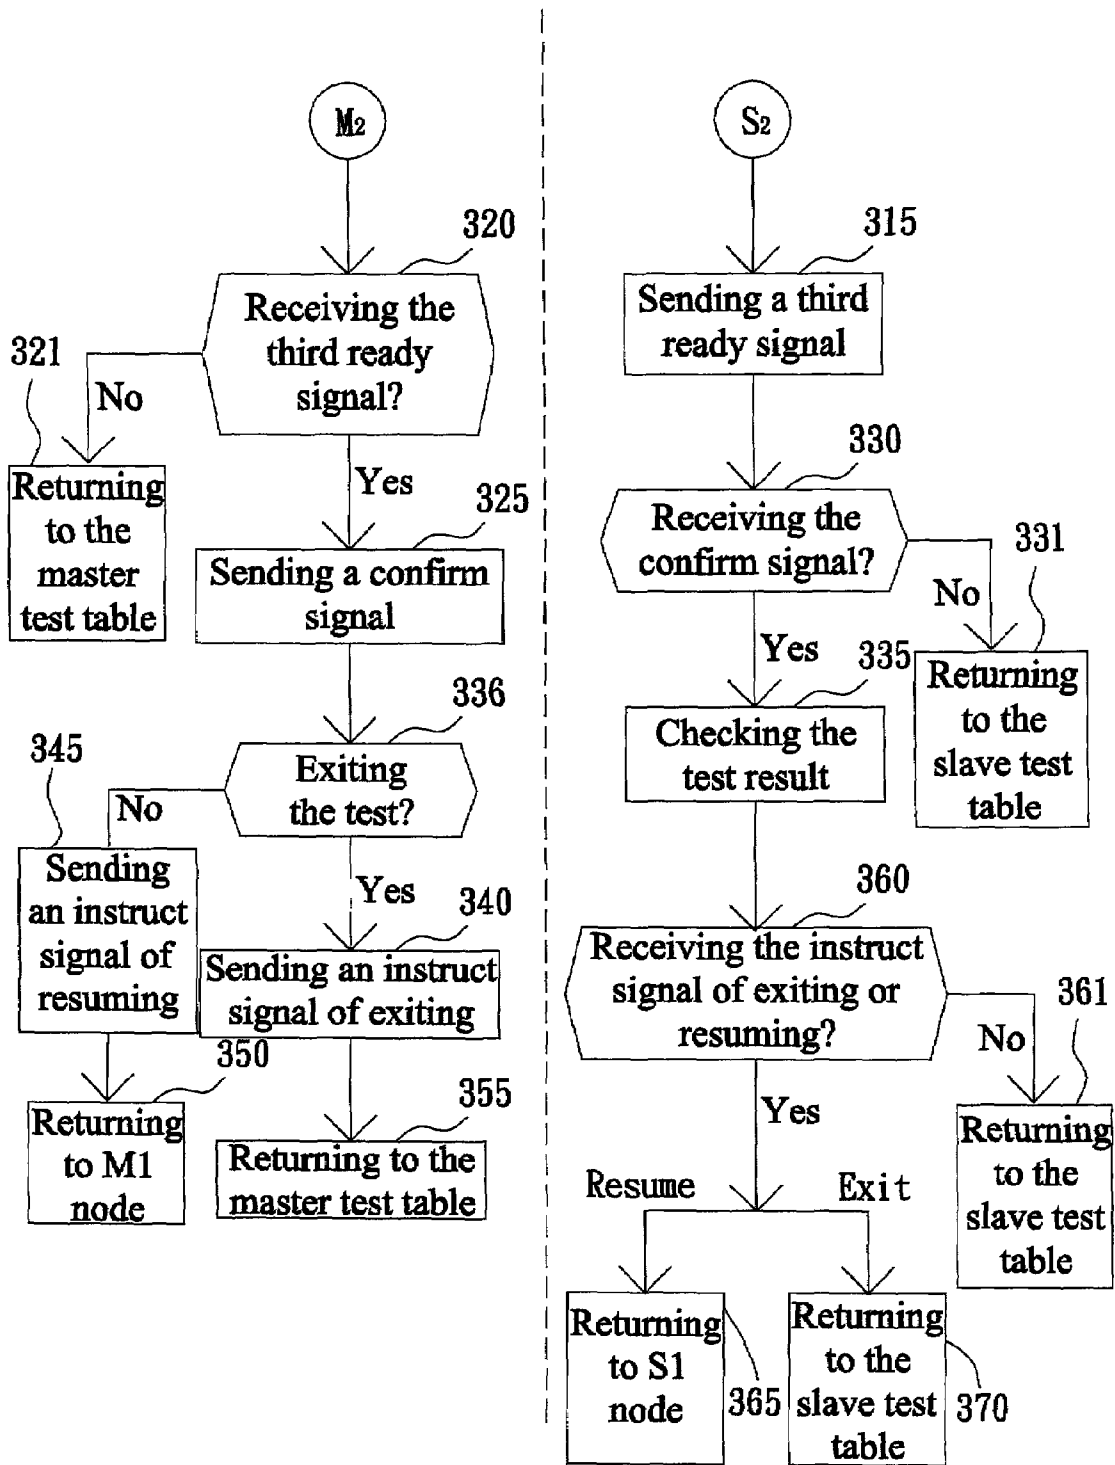 M2
320
Receiving the
third ready
signal?
321
No
Returning
to the
master
test table
Yes
325
Sending a confirm
signal
336
Exiting
the test?
345
No
Sending
an instruct
signal of
resuming
Yes
340
Sending an instruct
signal of exiting
350
Returning
to M1
node
355
Returning to the
master test table
S2
315
Sending a third
ready signal
330
Receiving the
confirm signal?
331
No
Returning
to the
slave test
table
Yes
335
Checking the
test result
360
Receiving the instruct
signal of exiting or
resuming?
361
No
Returning
to the
slave test
table
Yes
Resume
Exit
Returning
to S1
node
365
Returning
to the
slave test
table
370